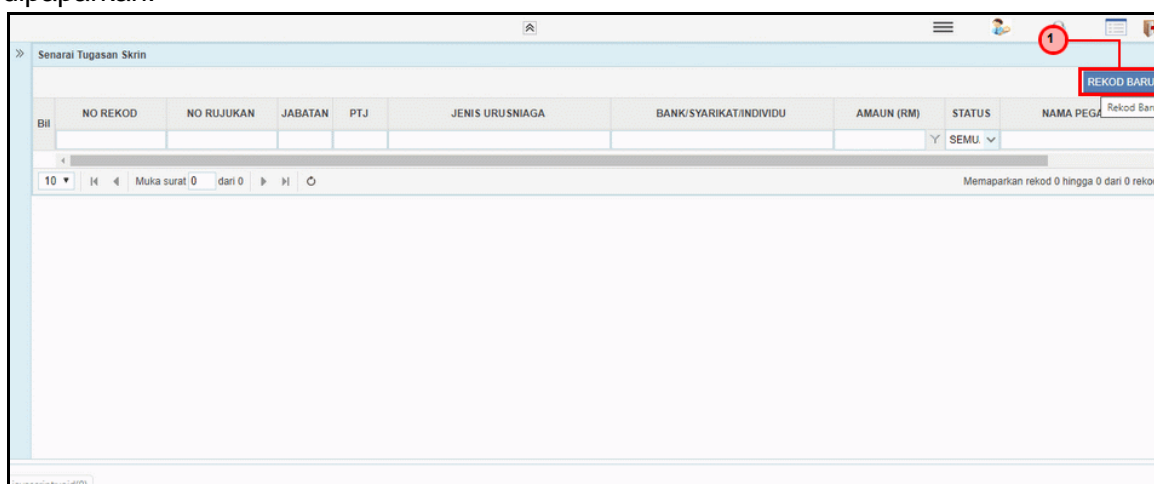 1
Senarai Tugasan Skrin
REKOD BARU
Bil NO REKOD NO RUJUKAN JABATAN PTJ JENIS URUSNIAGA BANK/SYARIKAT/INDIVIDU AMAUN (RM) STATUS NAMA PEGA
Rekod Bar
SEMU.
10 Muka surat 0 dari 0 Memaparkan rekod 0 hingga 0 dari 0 reko